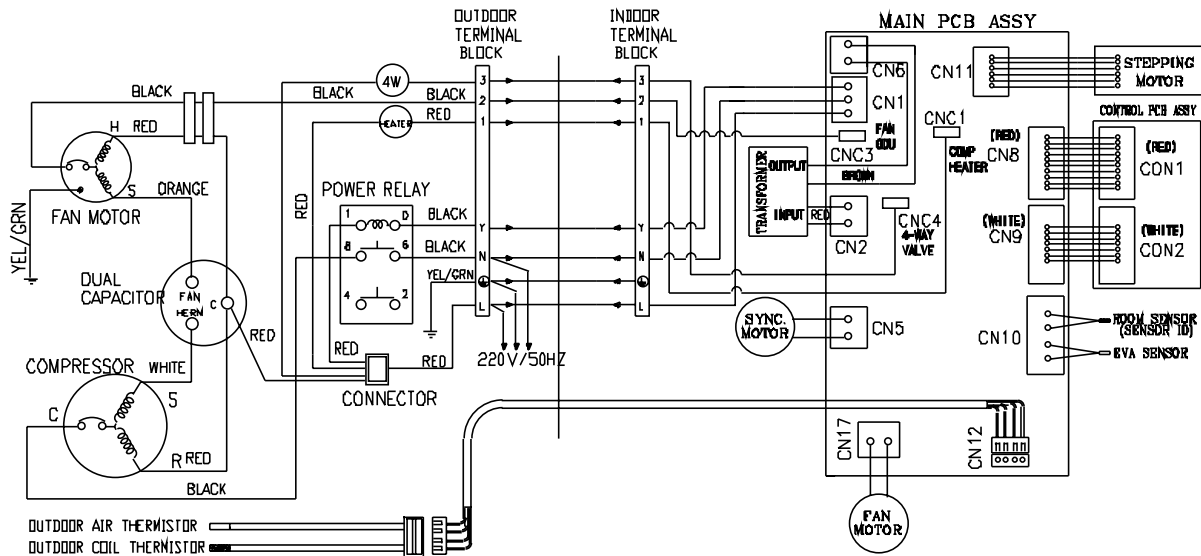 OUTDOOR
TERMINAL
BLOCK
INDOOR
TERMINAL
BLOCK
MAIN PCB ASSY
4W
BLACK
BLACK
BLACK
3
2
1
3
2
1
CN6
CN11
STEPPING
MOTOR
CN1
H
RED
HEATER
RED
FAN
ODU
CNC1
CONTROL PCB ASSY
CNC3
COMP
HEATER
(RED)
CN8
(RED)
CON1
S
ORANGE
FAN MOTOR
YEL/GRN
RED
POWER RELAY
1
0
BLACK
8
6
BLACK
4
2
YEL/GRN
Y
N
L
Y
N
L
TRANSFORMER
OUTPUT
BROWN
INPUT
RED
CN2
CNC4
4-WAY
VALVE
(WHITE)
CN9
(WHITE)
CON2
DUAL
CAPACITOR
FAN
HERM
C
RED
RED
RED
220V/50HZ
CONNECTOR
SYNC.
MOTOR
CN5
CN10
ROOM SENSOR
(SENSOR ID)
EVA SENSOR
COMPRESSOR
WHITE
S
C
R
RED
BLACK
CN17
CN12
FAN
MOTOR
OUTDOOR AIR THERMISTOR
OUTDOOR COIL THERMISTOR